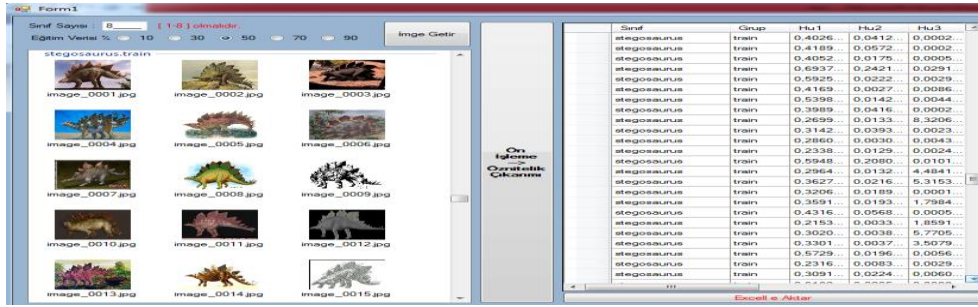 Form1
Sınıf Sayısı : 8 [ 1-8 ] olmalıdır.
Eğitim Verisi % 10 30 50 70 90
İmge Getir
stegosaurus.train
image_0001.jpg image_0002.jpg image_0003.jpg
image_0004.jpg image_0005.jpg image_0006.jpg
image_0007.jpg image_0008.jpg image_0009.jpg
image_0010.jpg image_0011.jpg image_0012.jpg
image_0013.jpg image_0014.jpg image_0015.jpg
Ön
İşleme
-->
Öznitelik
Çıkarımı
Sınıf Grup Hu1 Hu2 Hu3
stegosaurus train 0,4026... 0,0412... 0,0002...
stegosaurus train 0,4189... 0,0572... 0,0002...
stegosaurus train 0,4052... 0,0175... 0,0005...
stegosaurus train 0,6937... 0,2421... 0,0291...
stegosaurus train 0,5925... 0,0222... 0,0029...
stegosaurus train 0,4169... 0,0027... 0,0086...
stegosaurus train 0,5398... 0,0142... 0,0044...
stegosaurus train 0,3989... 0,0416... 0,0002...
stegosaurus train 0,2699... 0,0133... 8,3206...
stegosaurus train 0,3142... 0,0393... 0,0023...
stegosaurus train 0,2860... 0,0030... 0,0043...
stegosaurus train 0,2338... 0,0129... 0,0024...
stegosaurus train 0,5948... 0,2080... 0,0101...
stegosaurus train 0,2964... 0,0132... 4,4841...
stegosaurus train 0,3627... 0,0216... 5,3153...
stegosaurus train 0,3206... 0,0189... 0,0001...
stegosaurus train 0,3591... 0,0193... 1,7984...
stegosaurus train 0,4316... 0,0568... 0,0005...
stegosaurus train 0,2153... 0,0033... 1,8591...
stegosaurus train 0,3020... 0,0038... 5,7705...
stegosaurus train 0,3301... 0,0037... 3,5079...
stegosaurus train 0,5729... 0,0196... 0,0056...
stegosaurus train 0,2316... 0,0083... 0,0029...
stegosaurus train 0,3091... 0,0224... 0,0060...
Excell e Aktar